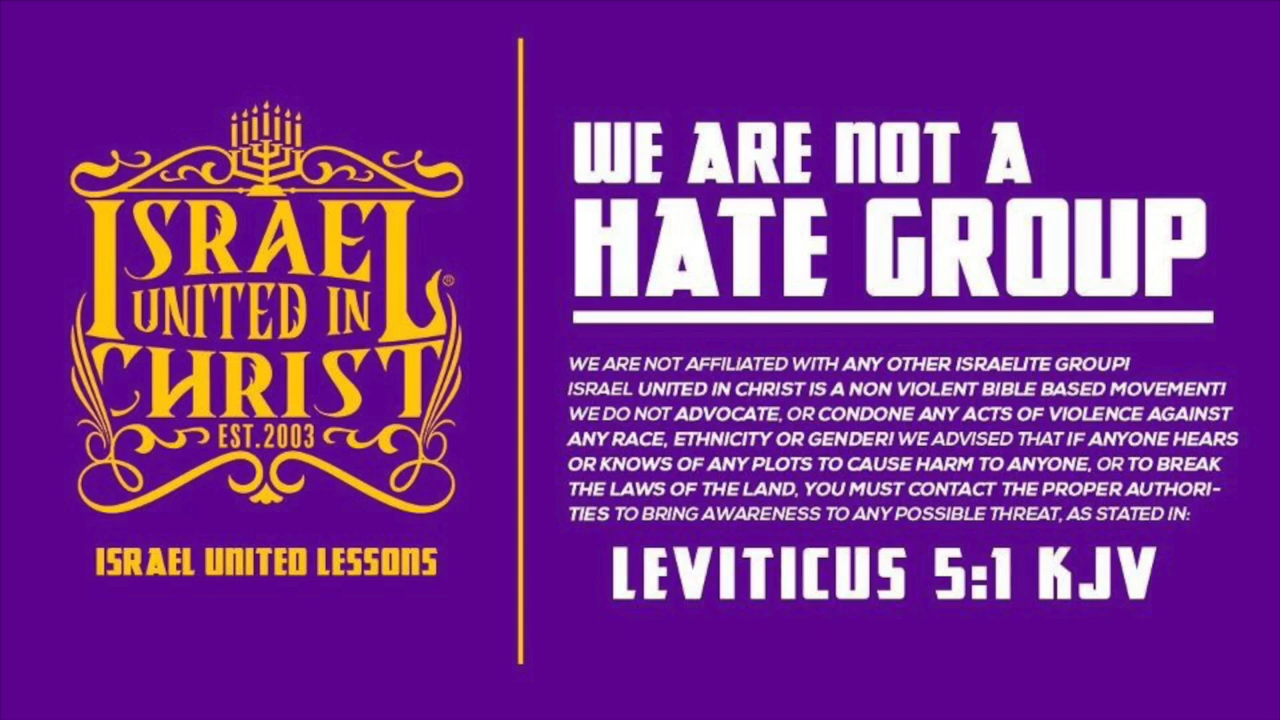 ISRAEL
UNITED IN
CHRIST
EST.2003
ISRAEL UNITED LESSONS
WE ARE NOT A
HATE GROUP
WE ARE NOT AFFILIATED WITH ANY OTHER ISRAELITE GROUP!
ISRAEL UNITED IN CHRIST IS A NON VIOLENT BIBLE BASED MOVEMENT!
WE DO NOT ADVOCATE, OR CONDONE ANY ACTS OF VIOLENCE AGAINST
ANY RACE, ETHNICITY OR GENDER! WE ADVISED THAT IF ANYONE HEARS
OR KNOWS OF ANY PLOTS TO CAUSE HARM TO ANYONE, OR TO BREAK
THE LAWS OF THE LAND, YOU MUST CONTACT THE PROPER AUTHORI-
TIES TO BRING AWARENESS TO ANY POSSIBLE THREAT, AS STATED IN:
LEVITICUS 5:1 KJV